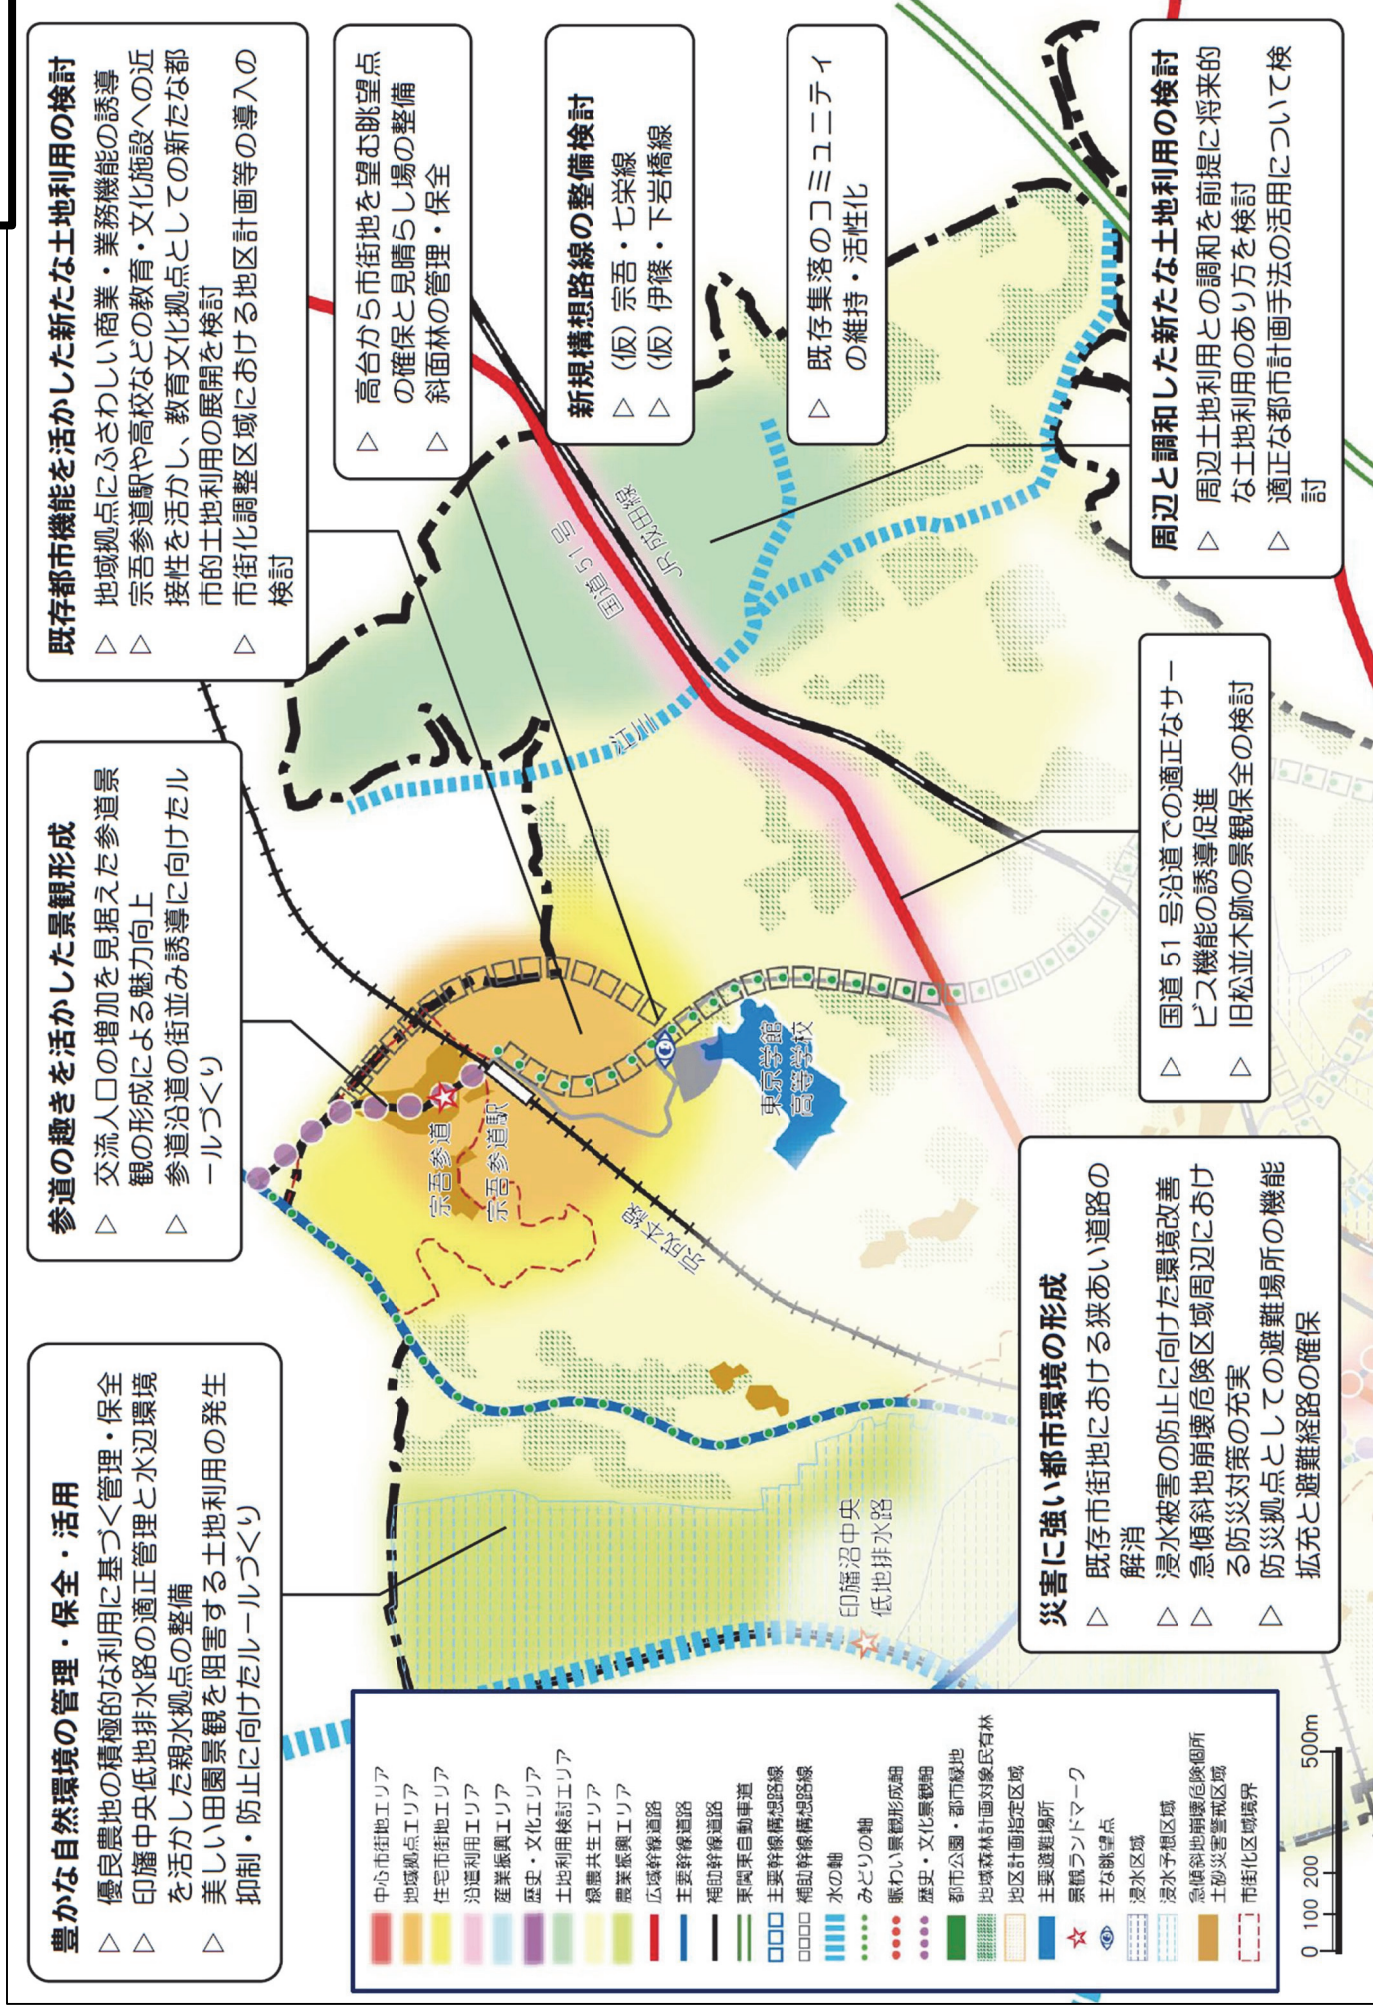 豊かな自然環境の管理・保全・活用
▷ 優良農地の積極的な利用に基づく管理・保全
▷ 印旛中央低地排水路の適正管理と水辺環境
を活かした親水拠点の整備
▷ 美しい田園景観を阻害する土地利用の発生
抑制・防止に向けたルールづくり
参道の趣きを活かした景観形成
▷ 交流人口の増加を見据えた参道景
観の形成による魅力向上
▷ 参道沿道の街並み誘導に向けたル
ールづくり
既存都市機能を活かした新たな土地利用の検討
▷ 地域拠点にふさわしい商業・業務機能の誘導
▷ 宗吾参道駅や高校などの教育・文化施設への近
接性を活かし、教育文化拠点としての新たな都
市的土地利用の展開を検討
▷ 市街化調整区域における地区計画等の導入の
検討
▷ 高台から市街地を望む眺望点
の確保と見晴らし場の整備
▷ 斜面林の管理・保全
新規構想路線の整備検討
▷ (仮) 宗吾・七栄線
▷ (仮) 伊篠・下岩橋線
▷ 既存集落のコミュニティ
の維持・活性化
周辺と調和した新たな土地利用の検討
▷ 周辺土地利用との調和を前提に将来的
な土地利用のあり方を検討
▷ 適正な都市計画手法の活用について検
討
▷ 国道 51 号沿道での適正なサー
ビス機能の誘導促進
▷ 旧松並木跡の景観保全の検討
災害に強い都市環境の形成
▷ 既存市街地における狭あい道路の
解消
▷ 浸水被害の防止に向けた環境改善
▷ 急傾斜地崩壊危険区域周辺におけ
る防災対策の充実
▷ 防災拠点としての避難場所の機能
拡充と避難経路の確保
宗吾参道
宗吾参道駅
京成本線
東京学館
高等学校
江川
国道51号
JR成田線
印旛沼中央
低地排水路
中心市街地エリア
地域拠点エリア
住宅市街地エリア
沿道利用エリア
産業振興エリア
歴史・文化エリア
土地利用検討エリア
緑農共生エリア
農業振興エリア
広域幹線道路
主要幹線道路
補助幹線道路
東関東自動車道
主要幹線構想路線
補助幹線構想路線
水の軸
みどりの軸
賑わい景観形成軸
歴史・文化景観軸
都市公園・都市緑地
地域森林計画対象民有林
地区計画指定区域
主要避難場所
景観ランドマーク
主な眺望点
浸水区域
浸水予想区域
急傾斜地崩壊危険個所
土砂災害警戒区域
市街化区域境界
0 100 200 500m